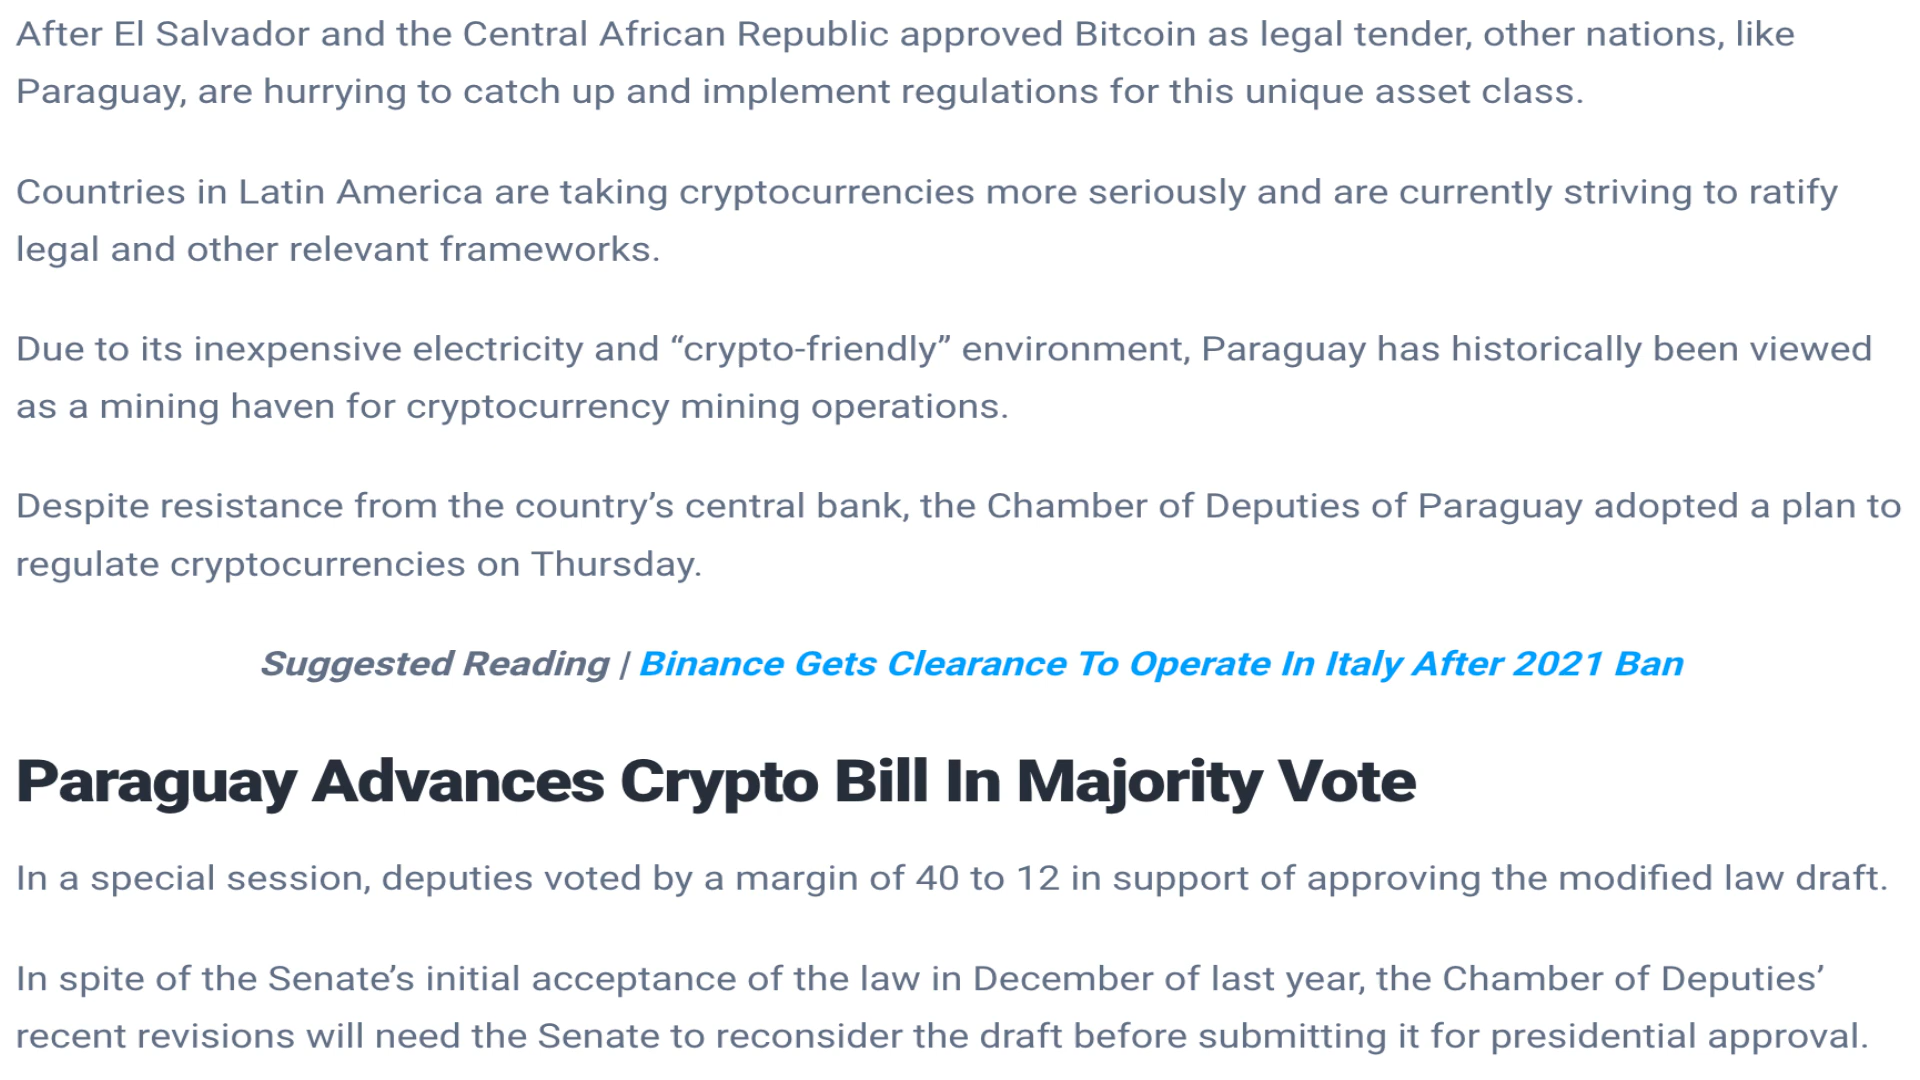 After El Salvador and the Central African Republic approved Bitcoin as legal tender, other nations, like
Paraguay, are hurrying to catch up and implement regulations for this unique asset class.
Countries in Latin America are taking cryptocurrencies more seriously and are currently striving to ratify
legal and other relevant frameworks.
Due to its inexpensive electricity and “crypto-friendly” environment, Paraguay has historically been viewed
as a mining haven for cryptocurrency mining operations.
Despite resistance from the country’s central bank, the Chamber of Deputies of Paraguay adopted a plan to
regulate cryptocurrencies on Thursday.
Suggested Reading | Binance Gets Clearance To Operate In Italy After 2021 Ban
Paraguay Advances Crypto Bill In Majority Vote
In a special session, deputies voted by a margin of 40 to 12 in support of approving the modified law draft.
In spite of the Senate’s initial acceptance of the law in December of last year, the Chamber of Deputies’
recent revisions will need the Senate to reconsider the draft before submitting it for presidential approval.